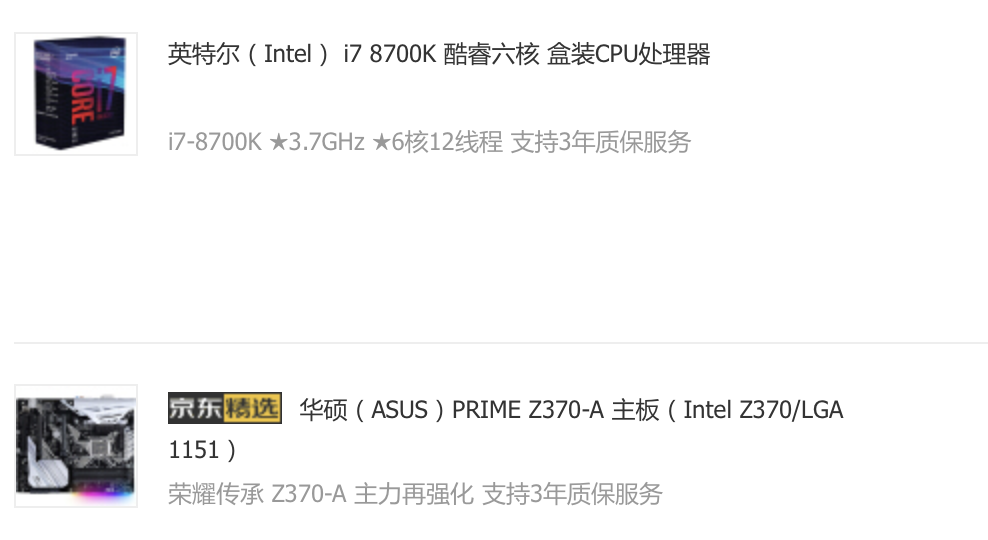 英特尔（Intel） i7 8700K 酷睿六核 盒装CPU处理器
i7-8700K ★3.7GHz ★6核12线程 支持3年质保服务
CORE i7
京东精选 华硕（ASUS）PRIME Z370-A 主板（Intel Z370/LGA
1151）
荣耀传承 Z370-A 主力再强化 支持3年质保服务